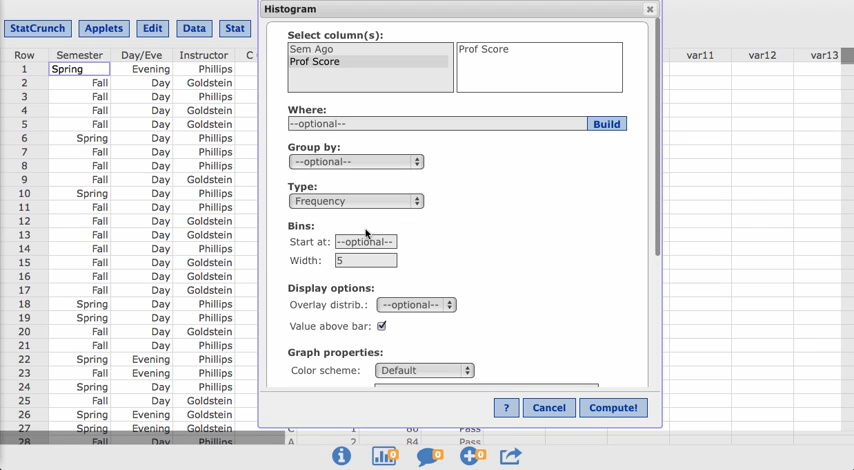 Histogram
StatCrunch Applets Edit Data Stat
Select column(s):
Sem Ago
Prof Score
Prof Score
Where:
--optional--
Build
Group by:
--optional--
Type:
Frequency
Bins:
Start at: --optional--
Width: 5
Display options:
Overlay distrib.: --optional--
Value above bar:
Graph properties:
Color scheme: Default
? Cancel Compute!
Row Semester Day/Eve Instructor C var11 var12 var13
1 Spring Evening Phillips
2 Fall Day Goldstein
3 Fall Day Phillips
4 Fall Day Goldstein
5 Fall Day Goldstein
6 Spring Day Phillips
7 Fall Day Phillips
8 Fall Day Phillips
9 Fall Day Goldstein
10 Spring Day Phillips
11 Fall Day Phillips
12 Fall Day Goldstein
13 Fall Day Goldstein
14 Fall Day Phillips
15 Fall Day Goldstein
16 Fall Day Goldstein
17 Fall Day Goldstein
18 Spring Day Phillips
19 Spring Day Phillips
20 Fall Day Goldstein
21 Fall Day Phillips
22 Spring Evening Phillips
23 Fall Evening Phillips
24 Spring Day Phillips
25 Fall Day Goldstein
26 Spring Evening Goldstein
27 Spring Evening Goldstein C 1 80 Pass
28 Fall Day Phillips A 2 84 Pass
0 0 0